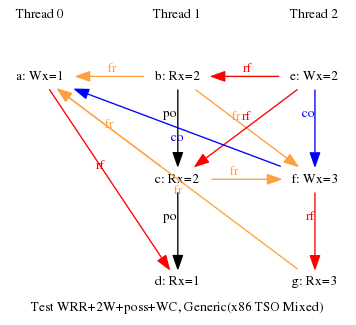 Thread 0 Thread 1 Thread 2
a: Wx=1 fr b: Rx=2 rf e: Wx=2
po fr rf co
fr co
rf c: Rx=2 fr f: Wx=3
fr
po rf
d: Rx=1 g: Rx=3
Test WRR+2W+poss+WC, Generic(x86 TSO Mixed)